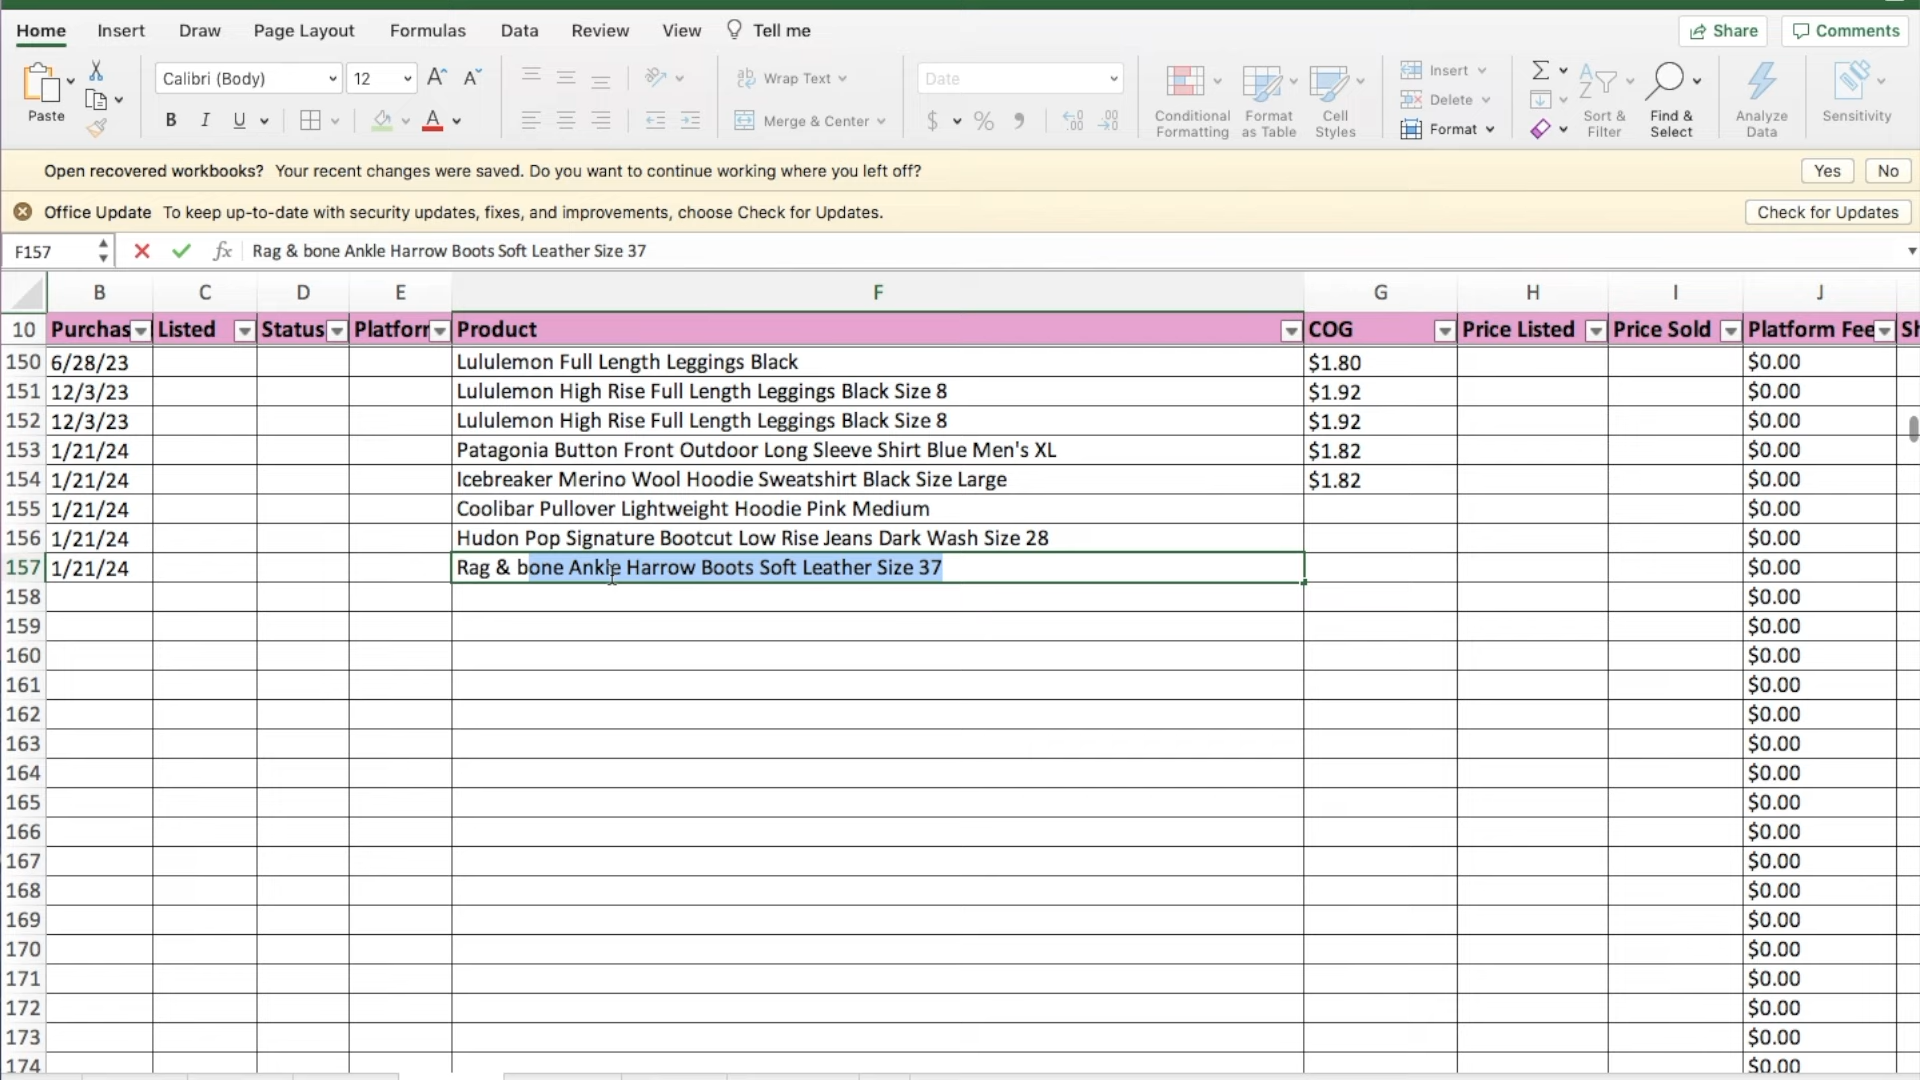 Home Insert Draw Page Layout Formulas Data Review View Tell me Share Comments
Paste Calibri (Body) 12 A A Wrap Text Date Conditional Formatting Format as Table Cell Styles Insert Sort & Filter Find & Select Analyze Data Sensitivity
B I U A Merge & Center $ % Delete
Format
Open recovered workbooks? Your recent changes were saved. Do you want to continue working where you left off? Yes No
Office Update To keep up-to-date with security updates, fixes, and improvements, choose Check for Updates. Check for Updates
F157 fx Rag & bone Ankle Harrow Boots Soft Leather Size 37
B C D E F G H I J
10 Purchas Listed Status Platforr Product COG Price Listed Price Sold Platform Fee Sh
150 6/28/23 Lululemon Full Length Leggings Black $1.80 $0.00
151 12/3/23 Lululemon High Rise Full Length Leggings Black Size 8 $1.92 $0.00
152 12/3/23 Lululemon High Rise Full Length Leggings Black Size 8 $1.92 $0.00
153 1/21/24 Patagonia Button Front Outdoor Long Sleeve Shirt Blue Men's XL $1.82 $0.00
154 1/21/24 Icebreaker Merino Wool Hoodie Sweatshirt Black Size Large $1.82 $0.00
155 1/21/24 Coolibar Pullover Lightweight Hoodie Pink Medium $0.00
156 1/21/24 Hudon Pop Signature Bootcut Low Rise Jeans Dark Wash Size 28 $0.00
157 1/21/24 Rag & bone Ankle Harrow Boots Soft Leather Size 37 $0.00
158 $0.00
159 $0.00
160 $0.00
161 $0.00
162 $0.00
163 $0.00
164 $0.00
165 $0.00
166 $0.00
167 $0.00
168 $0.00
169 $0.00
170 $0.00
171 $0.00
172 $0.00
173 $0.00
174 $0.00